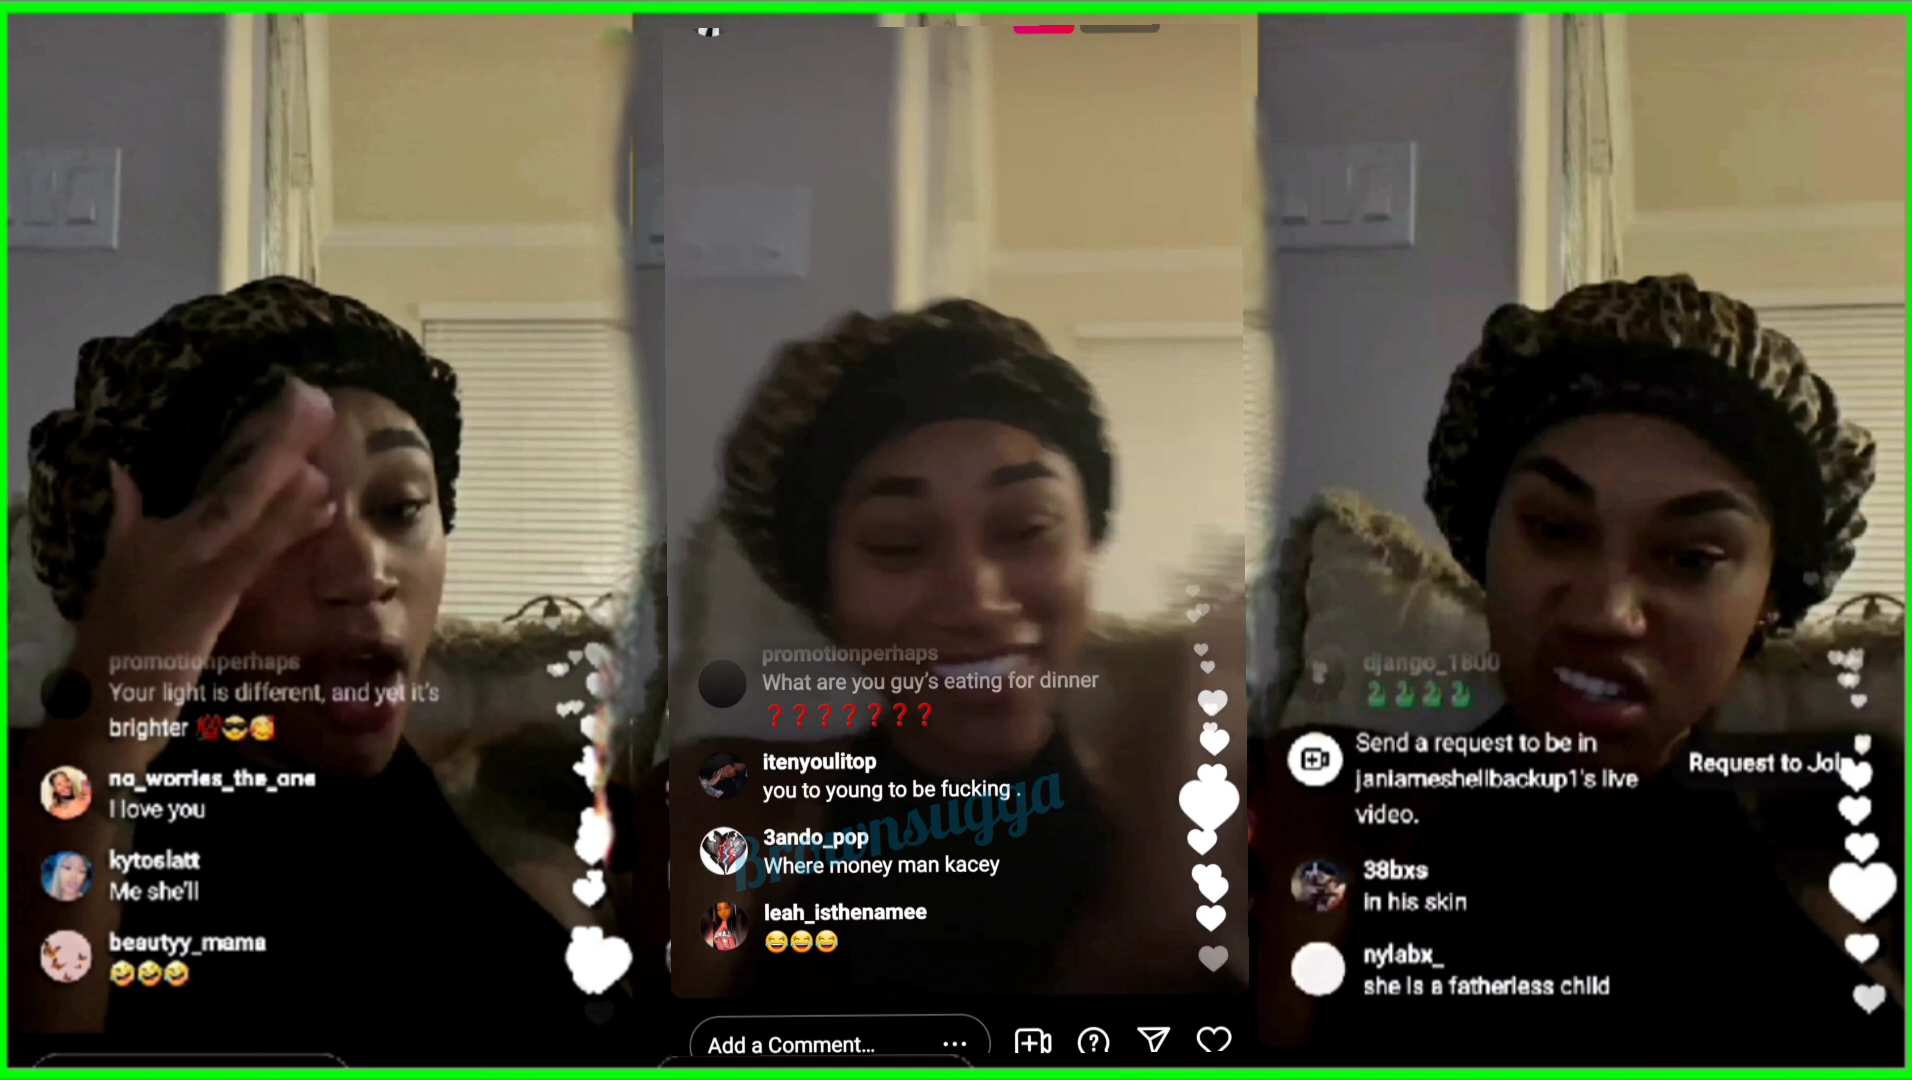 promotionperhaps
Your light is different, and yet it's
brighter 💯😎🥰
no_worries_the_one
I love you
kytoslatt
Me she'll
beautyy_mama
🤣🤣🤣
promotionperhaps
What are you guy's eating for dinner
❓❓❓❓❓❓❓
itenyoulitop
you to young to be fucking .
3ando_pop
Where money man kacey
leah_isthenamee
😂😂😂
Brownsugga
Add a Comment...
django_1800
🐉🐉🐉🐉
Send a request to be in
janiameshellbackup1's live
video.
Request to Join
38bxs
in his skin
nylabx_
she is a fatherless child